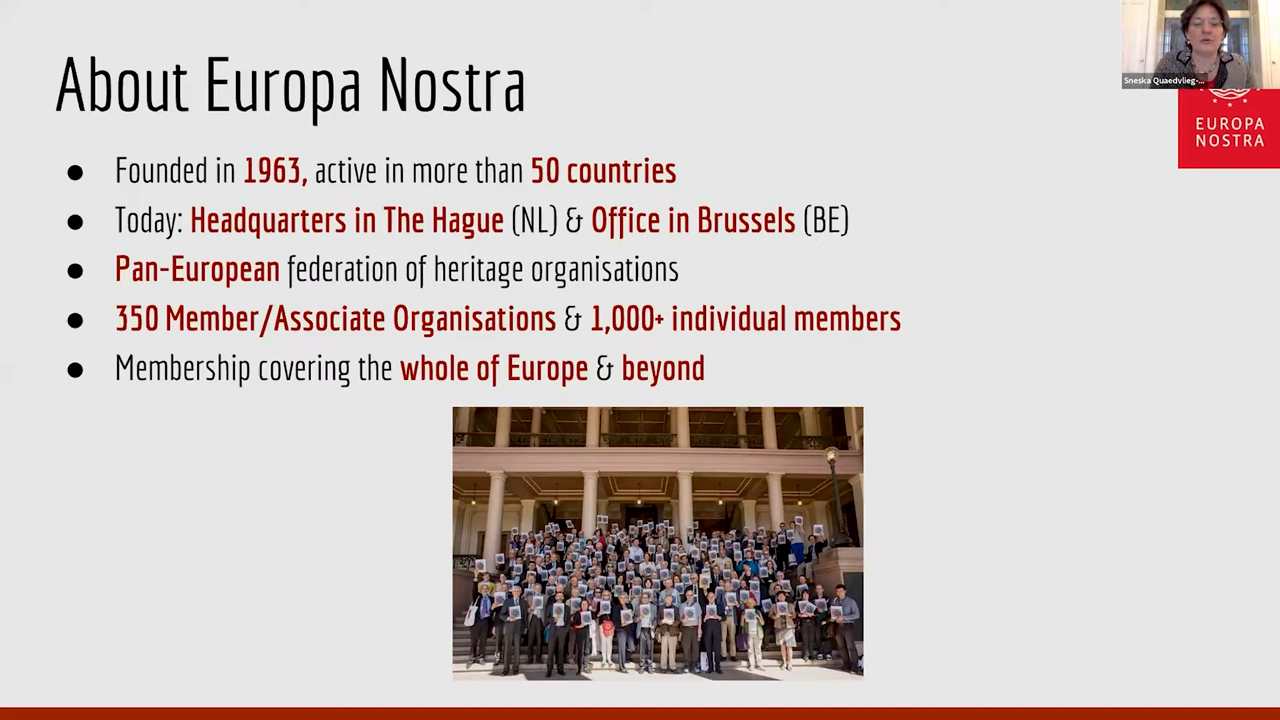 About Europa Nostra
Sneska Quaedvlieg-...
EUROPA
NOSTRA
● Founded in 1963, active in more than 50 countries
● Today: Headquarters in The Hague (NL) & Office in Brussels (BE)
● Pan-European federation of heritage organisations
● 350 Member/Associate Organisations & 1,000+ individual members
● Membership covering the whole of Europe & beyond